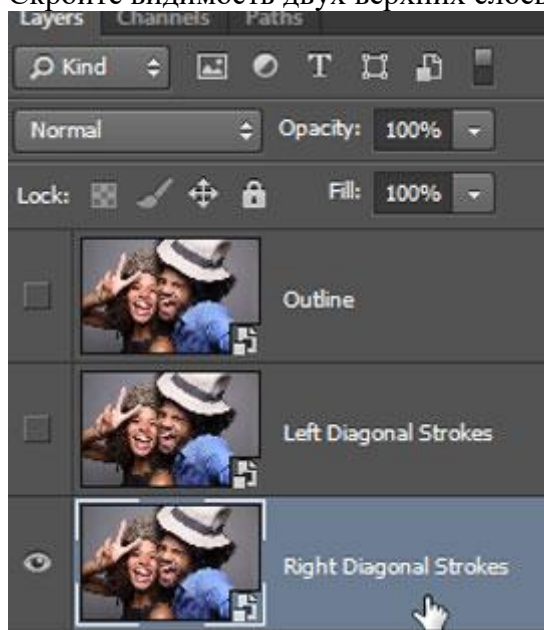 Скройте видимость двух верхних слоёв
Layers Channels Paths
Kind T
Normal Opacity: 100%
Lock: Fill: 100%
Outline
Left Diagonal Strokes
Right Diagonal Strokes